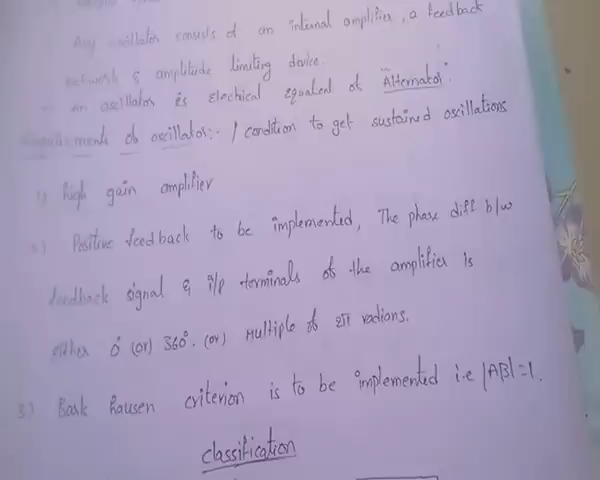 Any oscillator consists of an internal amplifier, a feedback
network & amplitude limiting device.
- an oscillator is Electrical equalent of "Alternator".
Requirements of oscillator:- / condition to get sustained oscillations
1) high gain amplifier
2) Positive feedback to be implemented, The phase diff b/w
feedback signal & i/p terminals of the amplifier is
either 0° (or) 360°. (or) Multiple of 2π radians.
3) Bark hausen criterion is to be implemented i.e |AB|=1.
classification